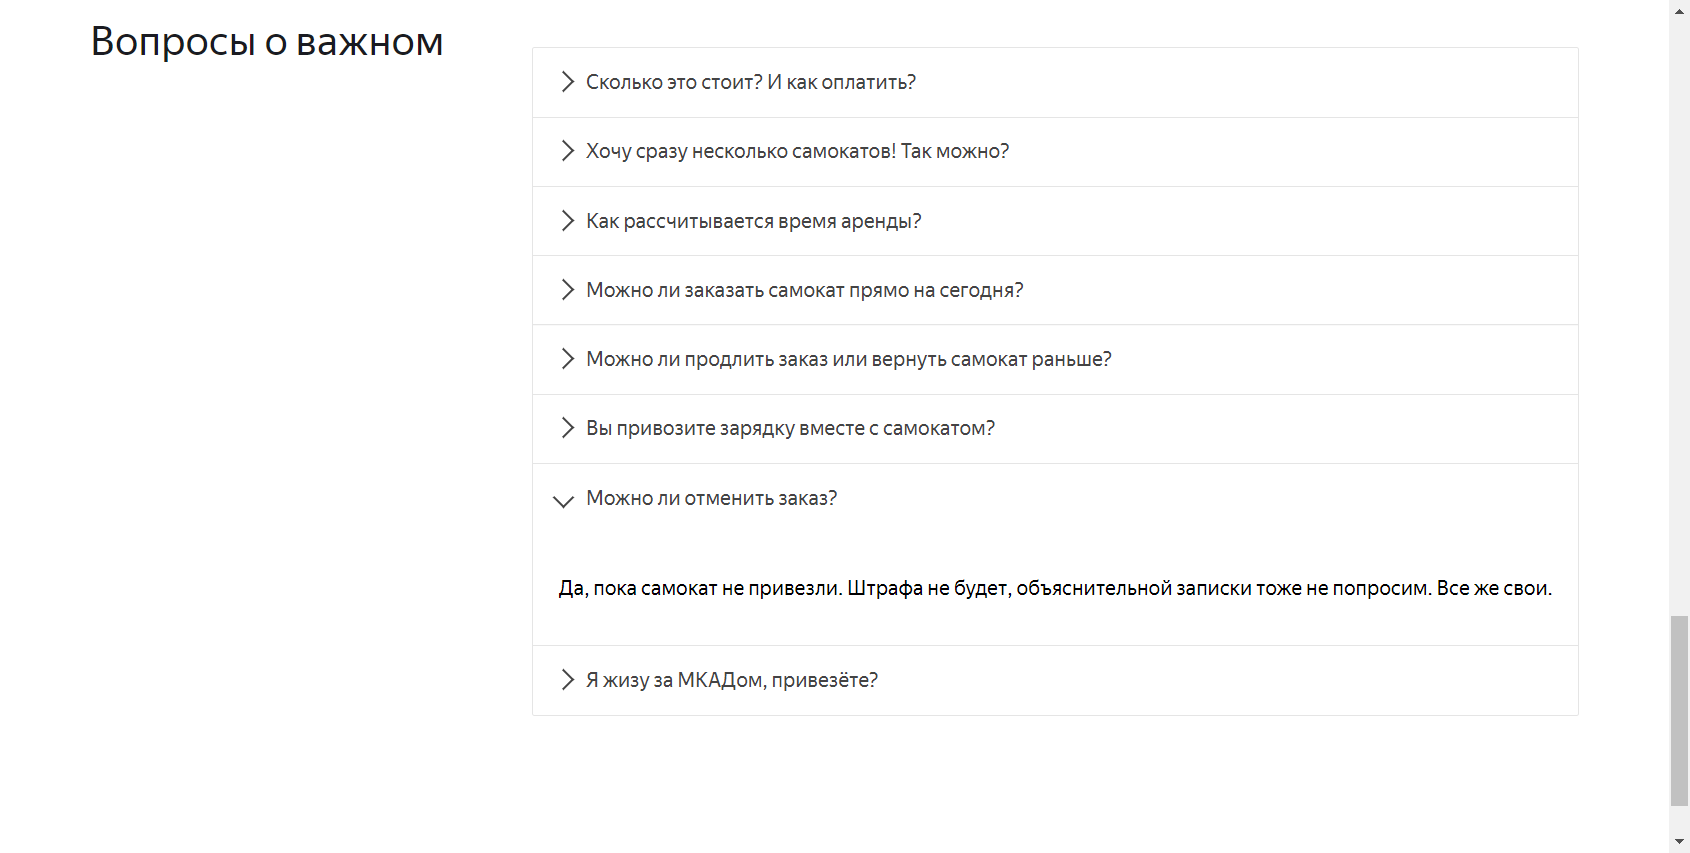 Вопросы о важном
Сколько это стоит? И как оплатить?
Хочу сразу несколько самокатов! Так можно?
Как рассчитывается время аренды?
Можно ли заказать самокат прямо на сегодня?
Можно ли продлить заказ или вернуть самокат раньше?
Вы привозите зарядку вместе с самокатом?
Можно ли отменить заказ?
Да, пока самокат не привезли. Штрафа не будет, объяснительной записки тоже не попросим. Все же свои.
Я жизу за МКАДом, привезёте?